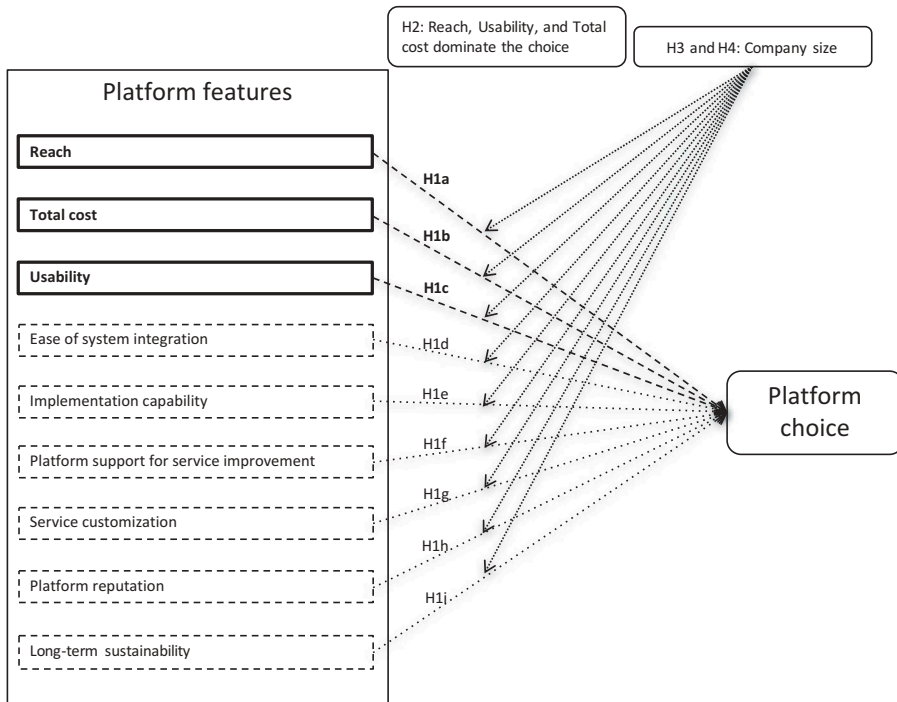 H2: Reach, Usability, and Total
cost dominate the choice
H3 and H4: Company size
Platform features
Reach
Total cost
Usability
Ease of system integration
Implementation capability
Platform support for service improvement
Service customization
Platform reputation
Long-term sustainability
H1a
H1b
H1c
H1d
H1e
H1f
H1g
H1h
H1i
Platform
choice